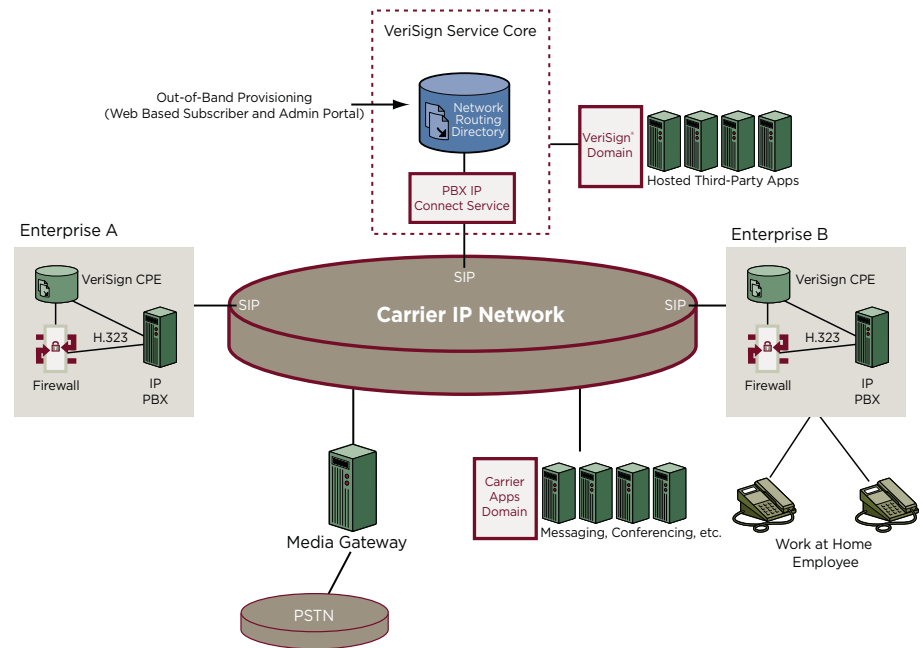 VeriSign Service Core
Out-of-Band Provisioning
(Web Based Subscriber and Admin Portal)
Network
Routing
Directory
VeriSign®
Domain
Hosted Third-Party Apps
PBX IP
Connect Service
Enterprise A
VeriSign CPE
H.323
Firewall
IP
PBX
SIP
SIP
SIP
Carrier IP Network
Enterprise B
VeriSign CPE
H.323
Firewall
IP
PBX
Media Gateway
PSTN
Carrier
Apps
Domain
Messaging, Conferencing, etc.
Work at Home
Employee